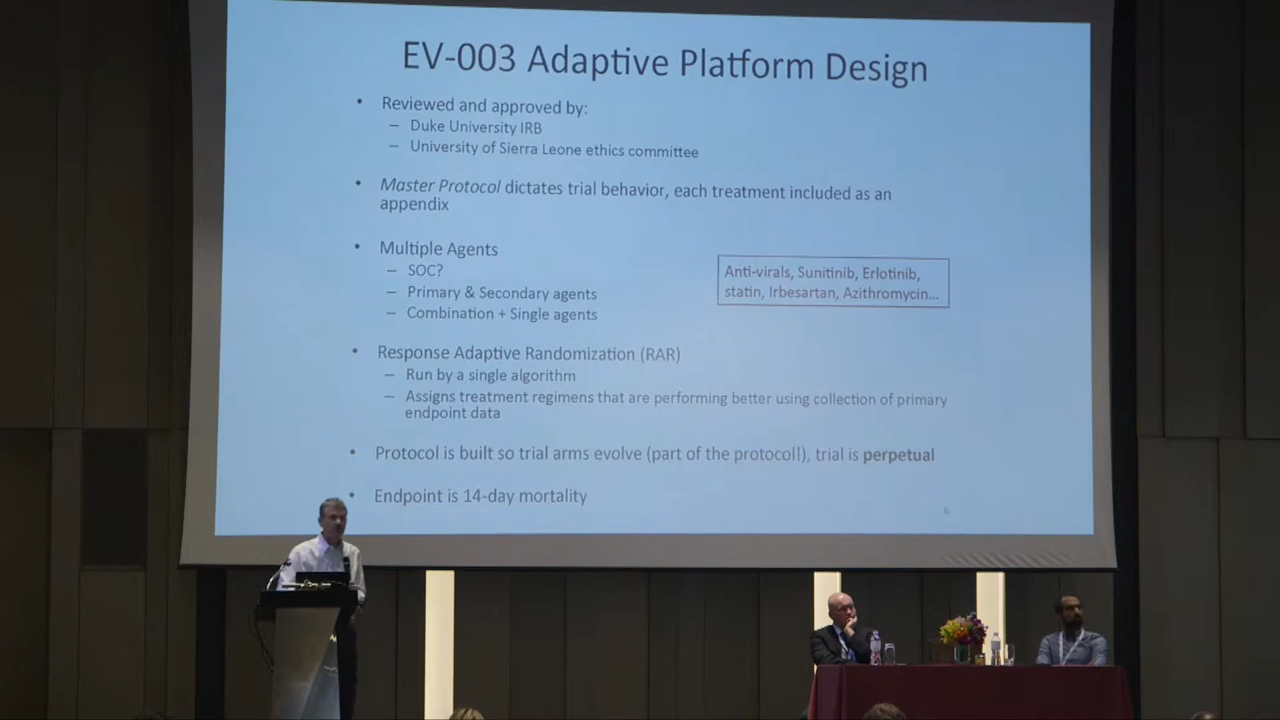 EV-003 Adaptive Platform Design
• Reviewed and approved by:
– Duke University IRB
– University of Sierra Leone ethics committee
• Master Protocol dictates trial behavior, each treatment included as an
appendix
• Multiple Agents
– SOC?
– Primary & Secondary agents
– Combination + Single agents
Anti-virals, Sunitinib, Erlotinib,
statin, Irbesartan, Azithromycin...
• Response Adaptive Randomization (RAR)
– Run by a single algorithm
– Assigns treatment regimens that are performing better using collection of primary
endpoint data
• Protocol is built so trial arms evolve (part of the protocol!), trial is perpetual
• Endpoint is 14-day mortality
6